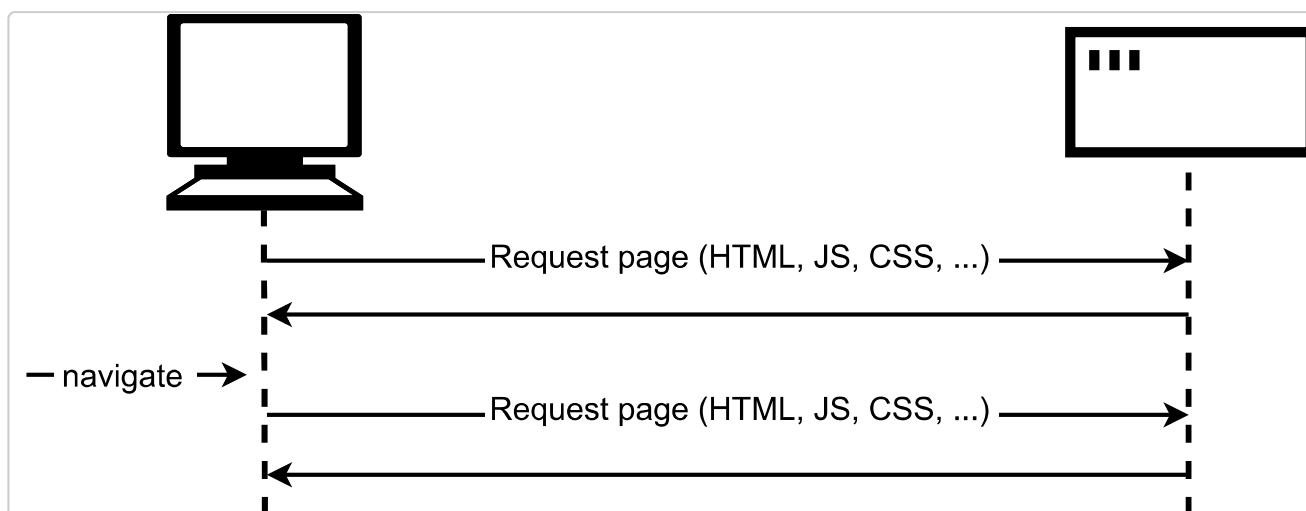 Request page (HTML, JS, CSS, ...)
navigate
Request page (HTML, JS, CSS, ...)